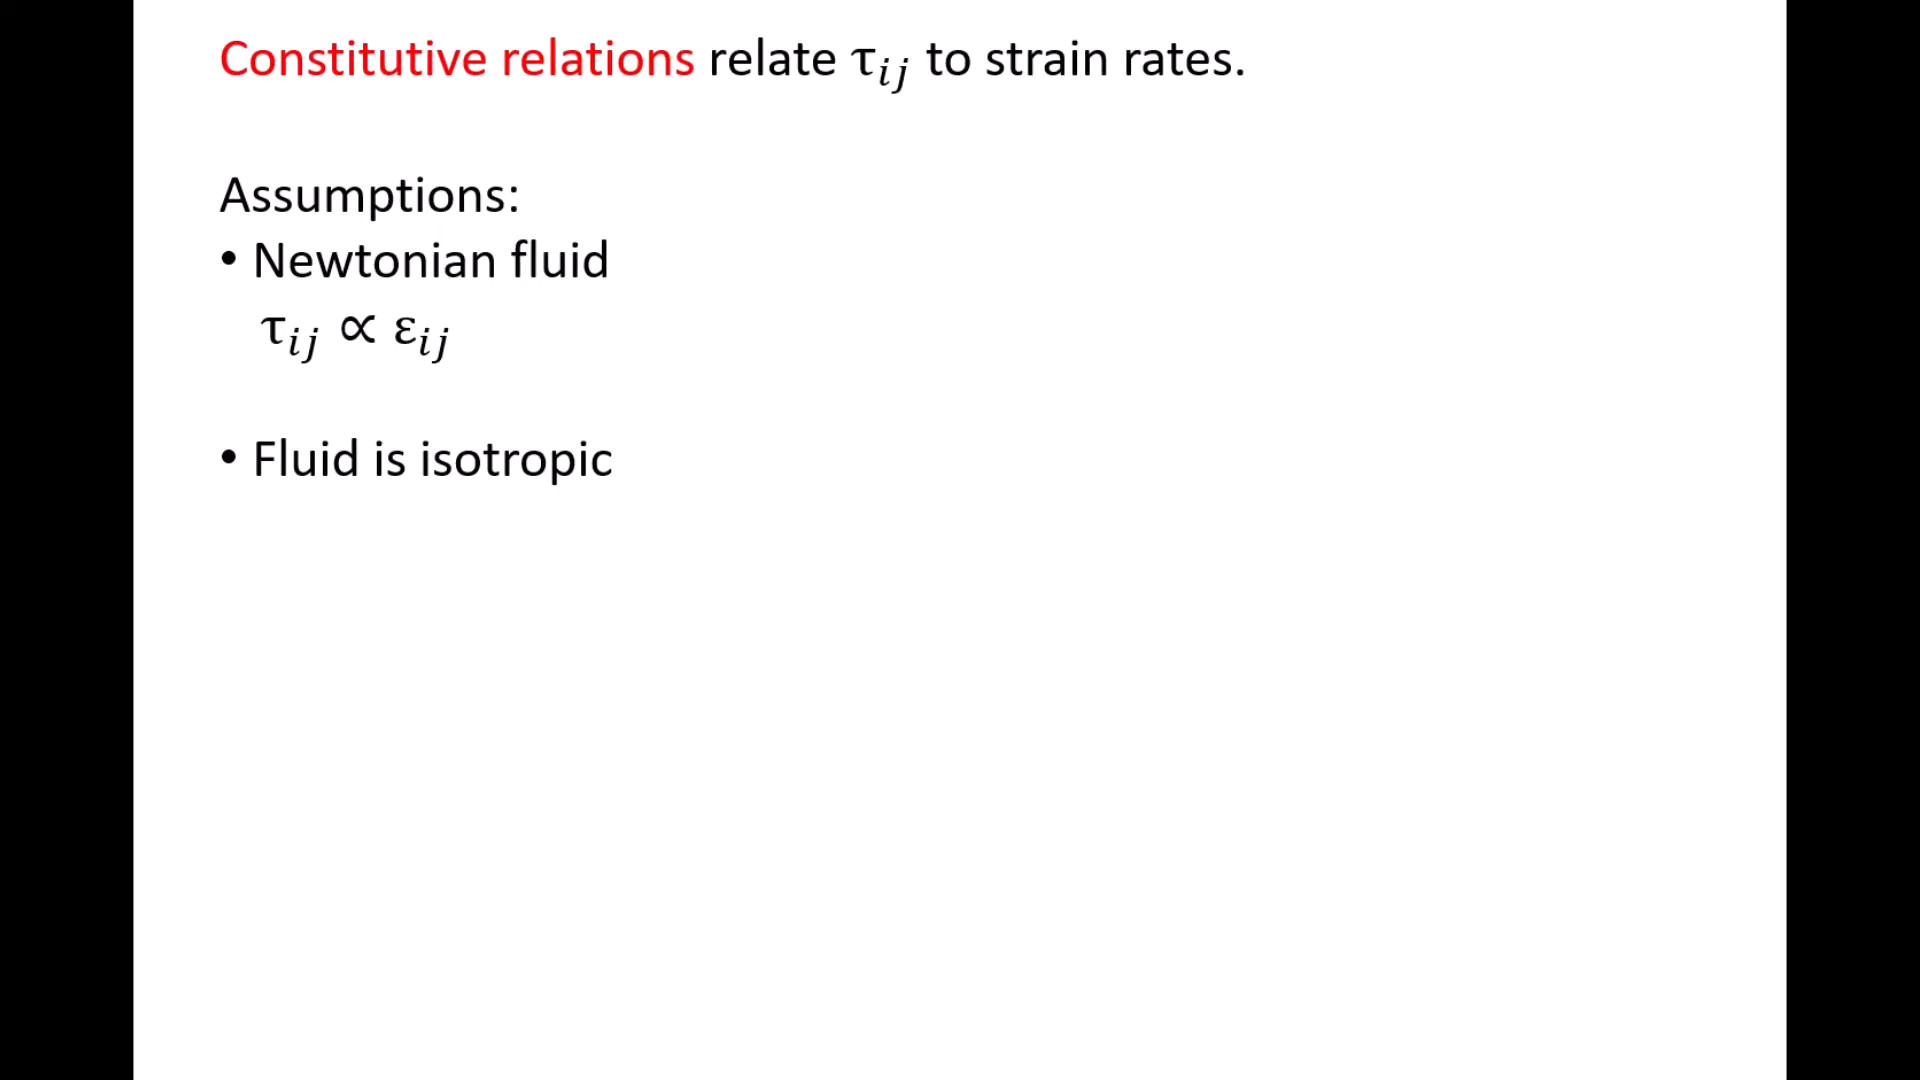 Constitutive relations relate τᵢⱼ to strain rates.
Assumptions:
• Newtonian fluid
τᵢⱼ ∝ εᵢⱼ
• Fluid is isotropic